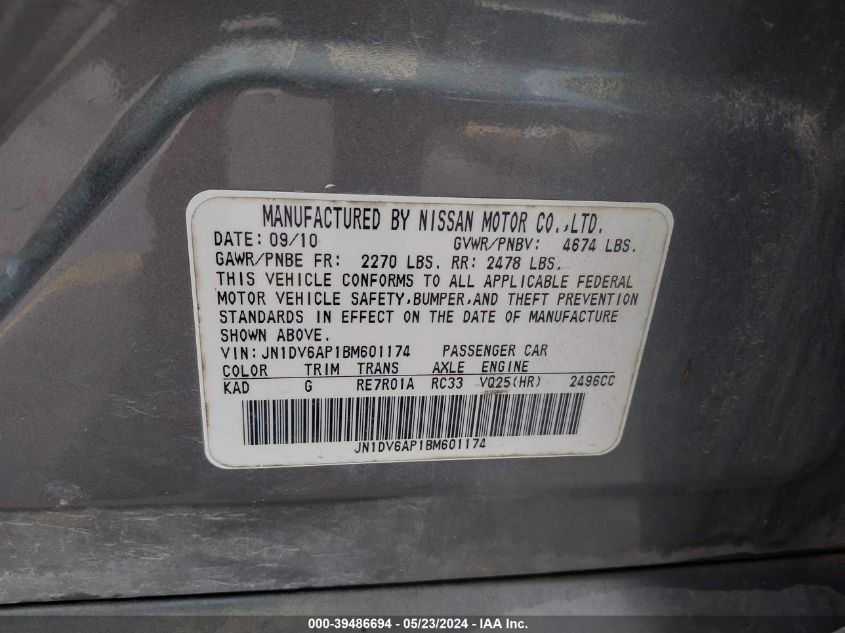 MANUFACTURED BY NISSAN MOTOR CO.,LTD.
DATE: 09/10 GVWR/PNBV: 4674 LBS.
GAWR/PNBE FR: 2270 LBS. RR: 2478 LBS.
THIS VEHICLE CONFORMS TO ALL APPLICABLE FEDERAL
MOTOR VEHICLE SAFETY,BUMPER,AND THEFT PREVENTION
STANDARDS IN EFFECT ON THE DATE OF MANUFACTURE
SHOWN ABOVE.
VIN: JN1DV6AP1BM601174 PASSENGER CAR
COLOR TRIM TRANS AXLE ENGINE
KAD G RE7R01A RC33 VQ25(HR) 2496CC
JN1DV6AP1BM601174
000-39486694 - 05/23/2024 - IAA Inc.